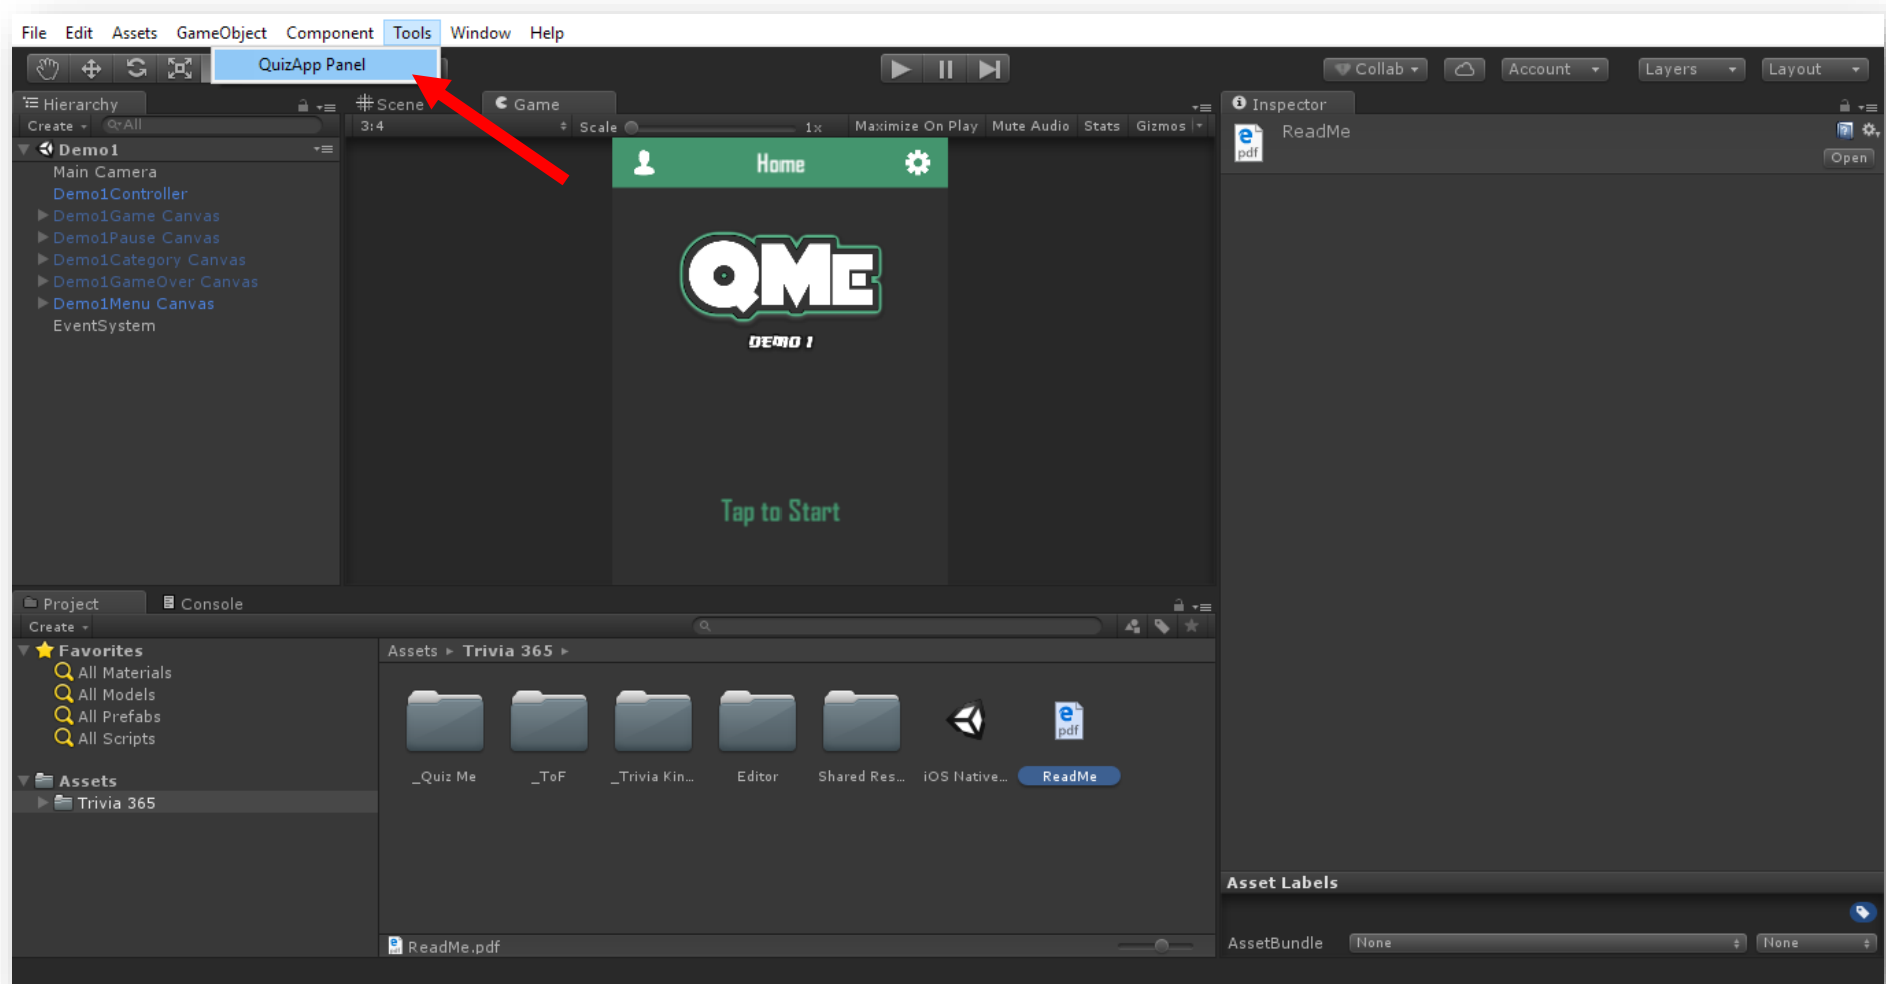 File Edit Assets GameObject Component Tools Window Help
QuizApp Panel
Collab Account Layers Layout
Hierarchy
Create All
Demo1
Main Camera
Demo1Controller
Demo1Game Canvas
Demo1Pause Canvas
Demo1Category Canvas
Demo1GameOver Canvas
Demo1Menu Canvas
EventSystem
Scene Game
3:4 Scale 1x Maximize On Play Mute Audio Stats Gizmos
Home
QME
DEMO 1
Tap to Start
Inspector
ReadMe
pdf
Open
Project Console
Create
Favorites
All Materials
All Models
All Prefabs
All Scripts
Assets
Trivia 365
Assets Trivia 365
pdf
_Quiz Me _ToF _Trivia Kin... Editor Shared Res... iOS Native... ReadMe
ReadMe.pdf
Asset Labels
AssetBundle None None